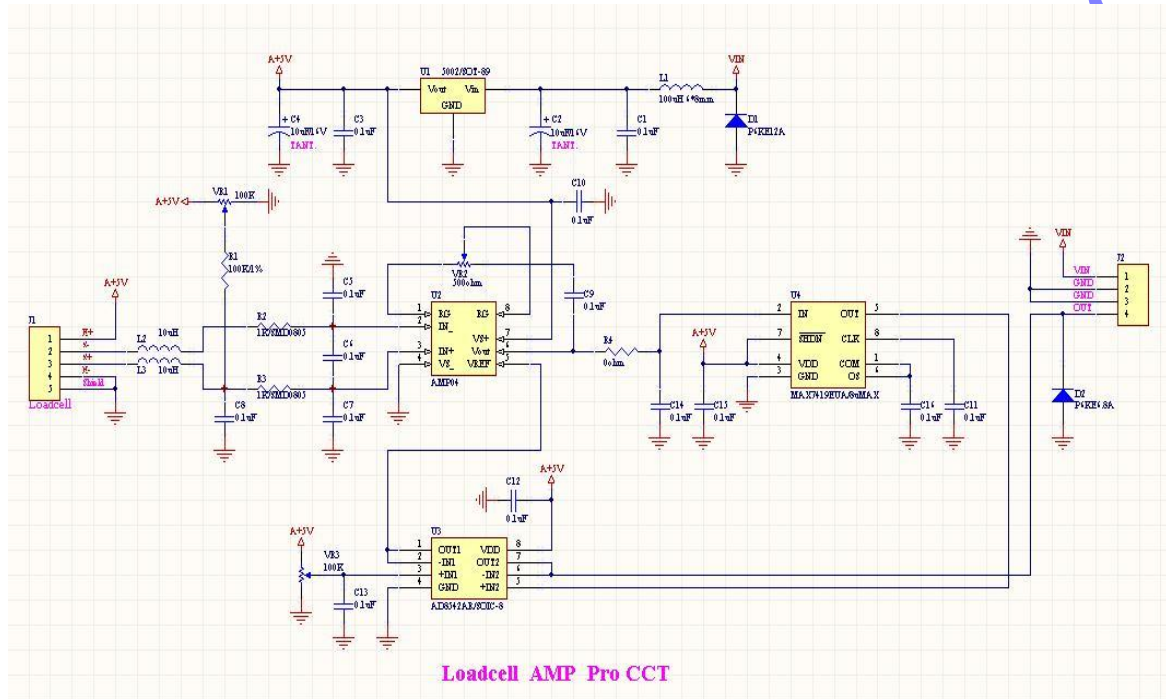 A+5V
U1 5002/SOT-89
Vout Vin
GND
VIN
L1
100uH 6*8mm
C4
10uF/16V
TANT.
C3
0.1uF
C2
10uF/16V
TANT.
C1
0.1uF
D1
P6KE12A
C10
0.1uF
A+5V
VR1 100K
R1
100K/1%
A+5V
J1
1 E+
2 S-
3 S+
4 E-
5 Shield
Loadcell
L2 10uH
L3 10uH
R2
1K/SMD0805
R3
1K/SMD0805
C5
0.1uF
C6
0.1uF
C7
0.1uF
C8
0.1uF
VR2
500ohm
U2
1 RG RG 8
2 IN_
VS+ 7
3 IN+ Vout 6
4 VS_ VREF 5
AMP04
C9
0.1uF
R4
0ohm
A+5V
C14
0.1uF
C15
0.1uF
U4
2 IN OUT 5
7 SHDN CLK 8
4 VDD COM 1
3 GND OS 6
MAX7419EUA/8uMAX
C16
0.1uF
C11
0.1uF
VIN
J2
VIN 1
GND 2
GND 3
OUT 4
D2
P6KE6.8A
A+5V
C12
0.1uF
A+5V
VR3
100K
C13
0.1uF
U3
1 OUT1 VDD 8
2 -IN1 OUT2 7
3 +IN1 -IN2 6
4 GND +IN2 5
AD8542AR/SOIC-8
Loadcell AMP Pro CCT